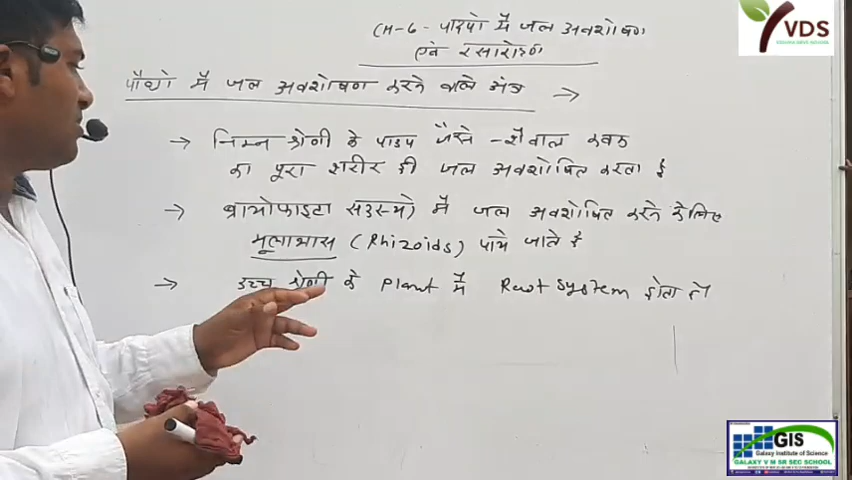 CH-6- पादपो में जल अवशोषण
एवं रसारोहण
पौधो में जल अवशोषण करने वाले अंग →
→ निम्न श्रेणी के पादप जैसे - शैवाल कवक
का पूरा शरीर ही जल अवशोषित करता है
→ ब्रायोफाइटा सदस्यो में जल अवशोषित करने के लिए
मूलाभास (Rhizoids) पाये जाते है
→ उच्च श्रेणी के Plant में Root System होता
VDS
GIS
Galaxy Institute of Science
GALAXY V M SR SEC SCHOOL